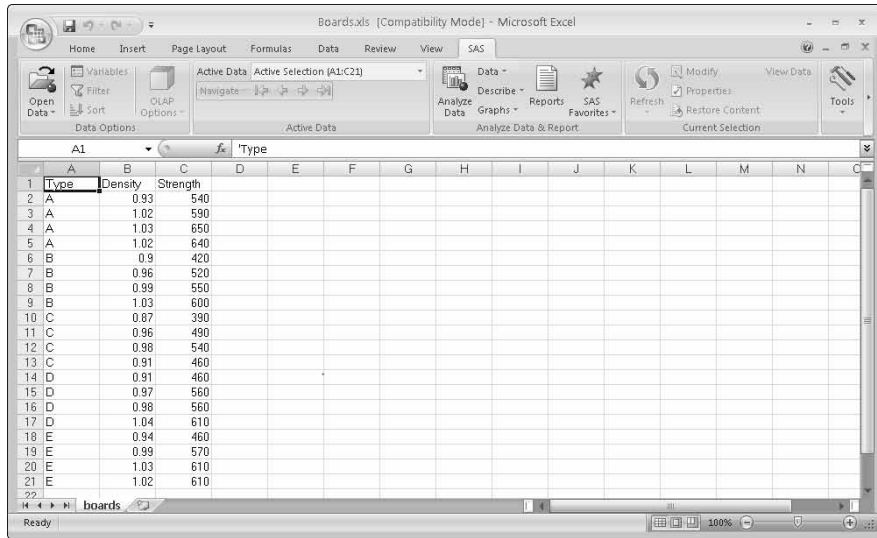 Boards.xls [Compatibility Mode] - Microsoft Excel
Home Insert Page Layout Formulas Data Review View SAS
Open Data
Variables
Filter
Sort
OLAP Options
Data Options
Active Data Active Selection (A1:C21)
Navigate
Active Data
Analyze Data
Data
Describe
Graphs
Reports
SAS Favorites
Analyze Data & Report
Refresh
Modify
Properties
Restore Content
View Data
Current Selection
Tools
A1 fx 'Type
A B C D E F G H I J K L M N
1 Type Density Strength
2 A 0.93 540
3 A 1.02 590
4 A 1.03 650
5 A 1.02 640
6 B 0.9 420
7 B 0.96 520
8 B 0.99 550
9 B 1.03 600
10 C 0.87 390
11 C 0.96 490
12 C 0.98 540
13 C 0.91 460
14 D 0.91 460
15 D 0.97 560
16 D 0.98 560
17 D 1.04 610
18 E 0.94 460
19 E 0.99 570
20 E 1.03 610
21 E 1.02 610
22
boards
Ready 100%